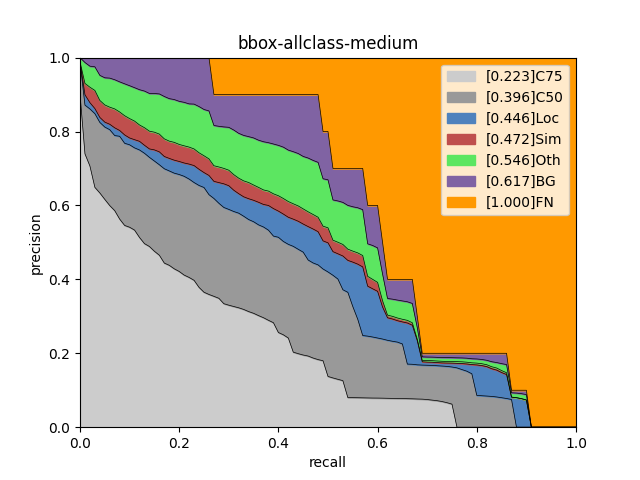 bbox-allclass-medium
1.0
0.8
0.6
0.4
0.2
0.0
precision
[0.223]C75
[0.396]C50
[0.446]Loc
[0.472]Sim
[0.546]Oth
[0.617]BG
[1.000]FN
0.0 0.2 0.4 0.6 0.8 1.0
recall